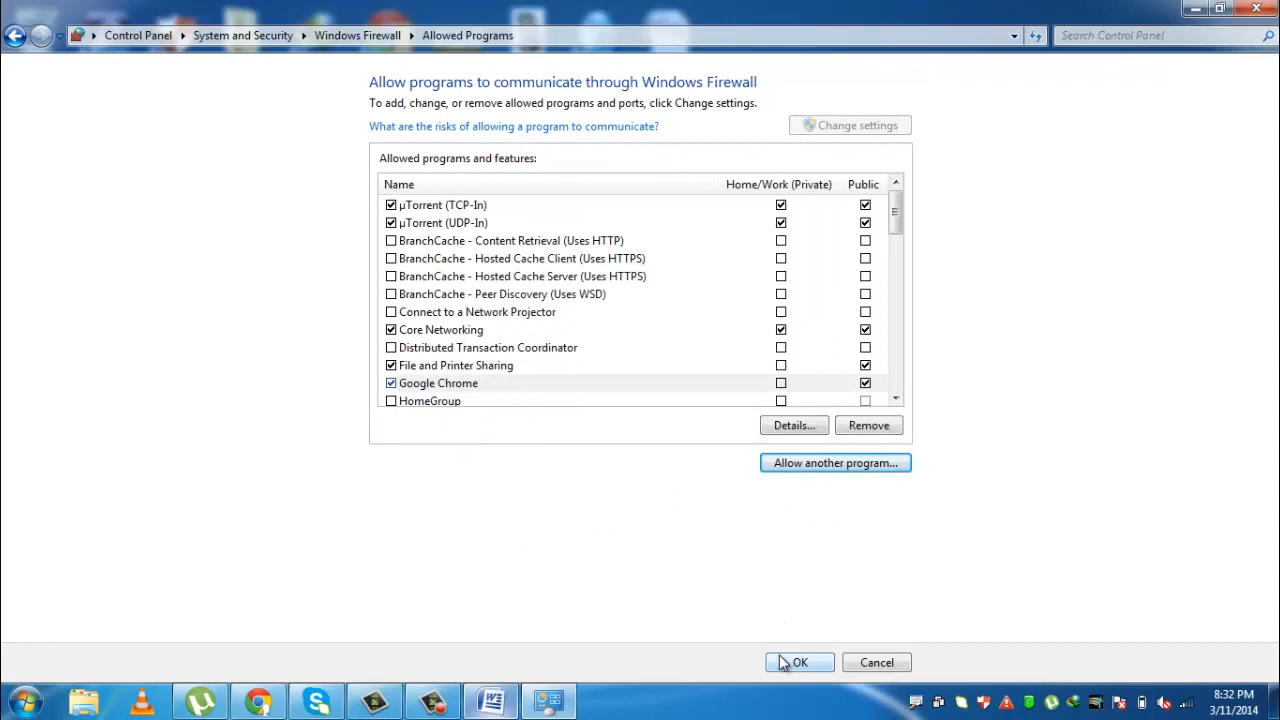 Control Panel System and Security Windows Firewall Allowed Programs Search Control Panel
Allow programs to communicate through Windows Firewall
To add, change, or remove allowed programs and ports, click Change settings.
What are the risks of allowing a program to communicate? Change settings
Allowed programs and features:
Name Home/Work (Private) Public
µTorrent (TCP-In)
µTorrent (UDP-In)
BranchCache - Content Retrieval (Uses HTTP)
BranchCache - Hosted Cache Client (Uses HTTPS)
BranchCache - Hosted Cache Server (Uses HTTPS)
BranchCache - Peer Discovery (Uses WSD)
Connect to a Network Projector
Core Networking
Distributed Transaction Coordinator
File and Printer Sharing
Google Chrome
HomeGroup
Details... Remove
Allow another program...
OK Cancel
8:32 PM
3/11/2014